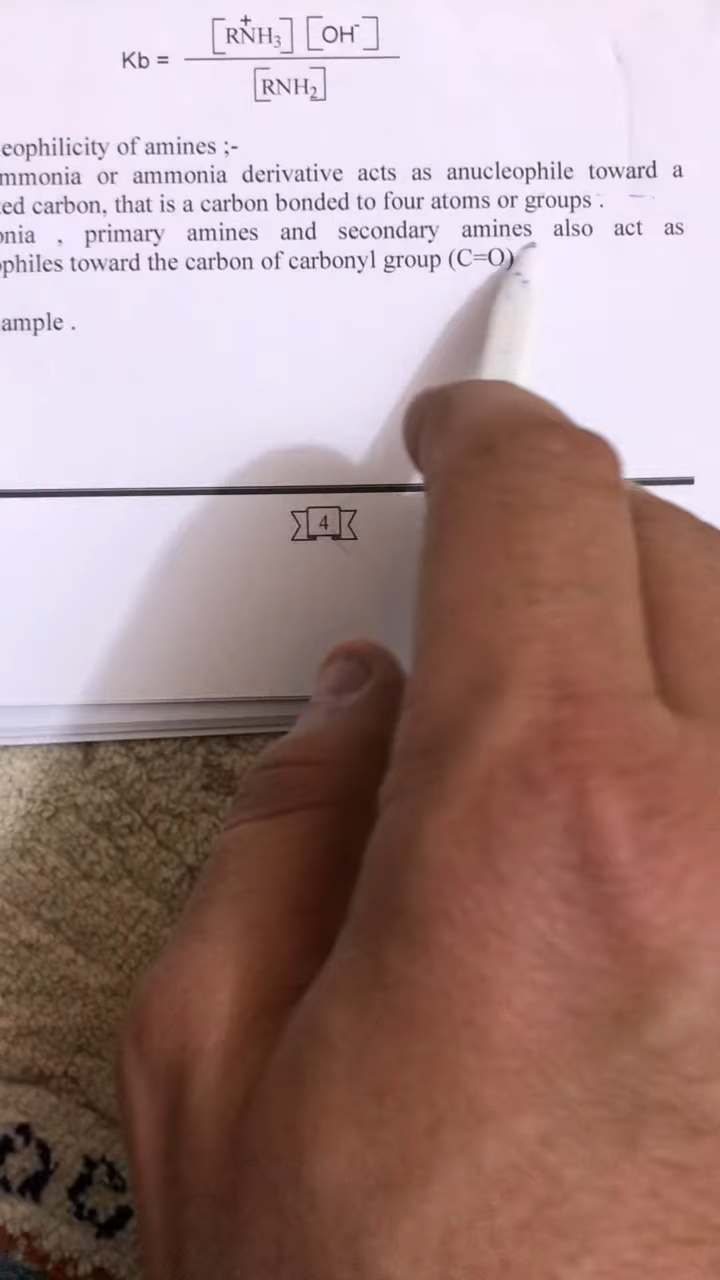 Kb = [RNH3+] [OH-] / [RNH2]
eophilicity of amines ;-
mmonia or ammonia derivative acts as anucleophile toward a
ed carbon, that is a carbon bonded to four atoms or groups .
onia , primary amines and secondary amines also act as
ophiles toward the carbon of carbonyl group (C=O)
ample .
4